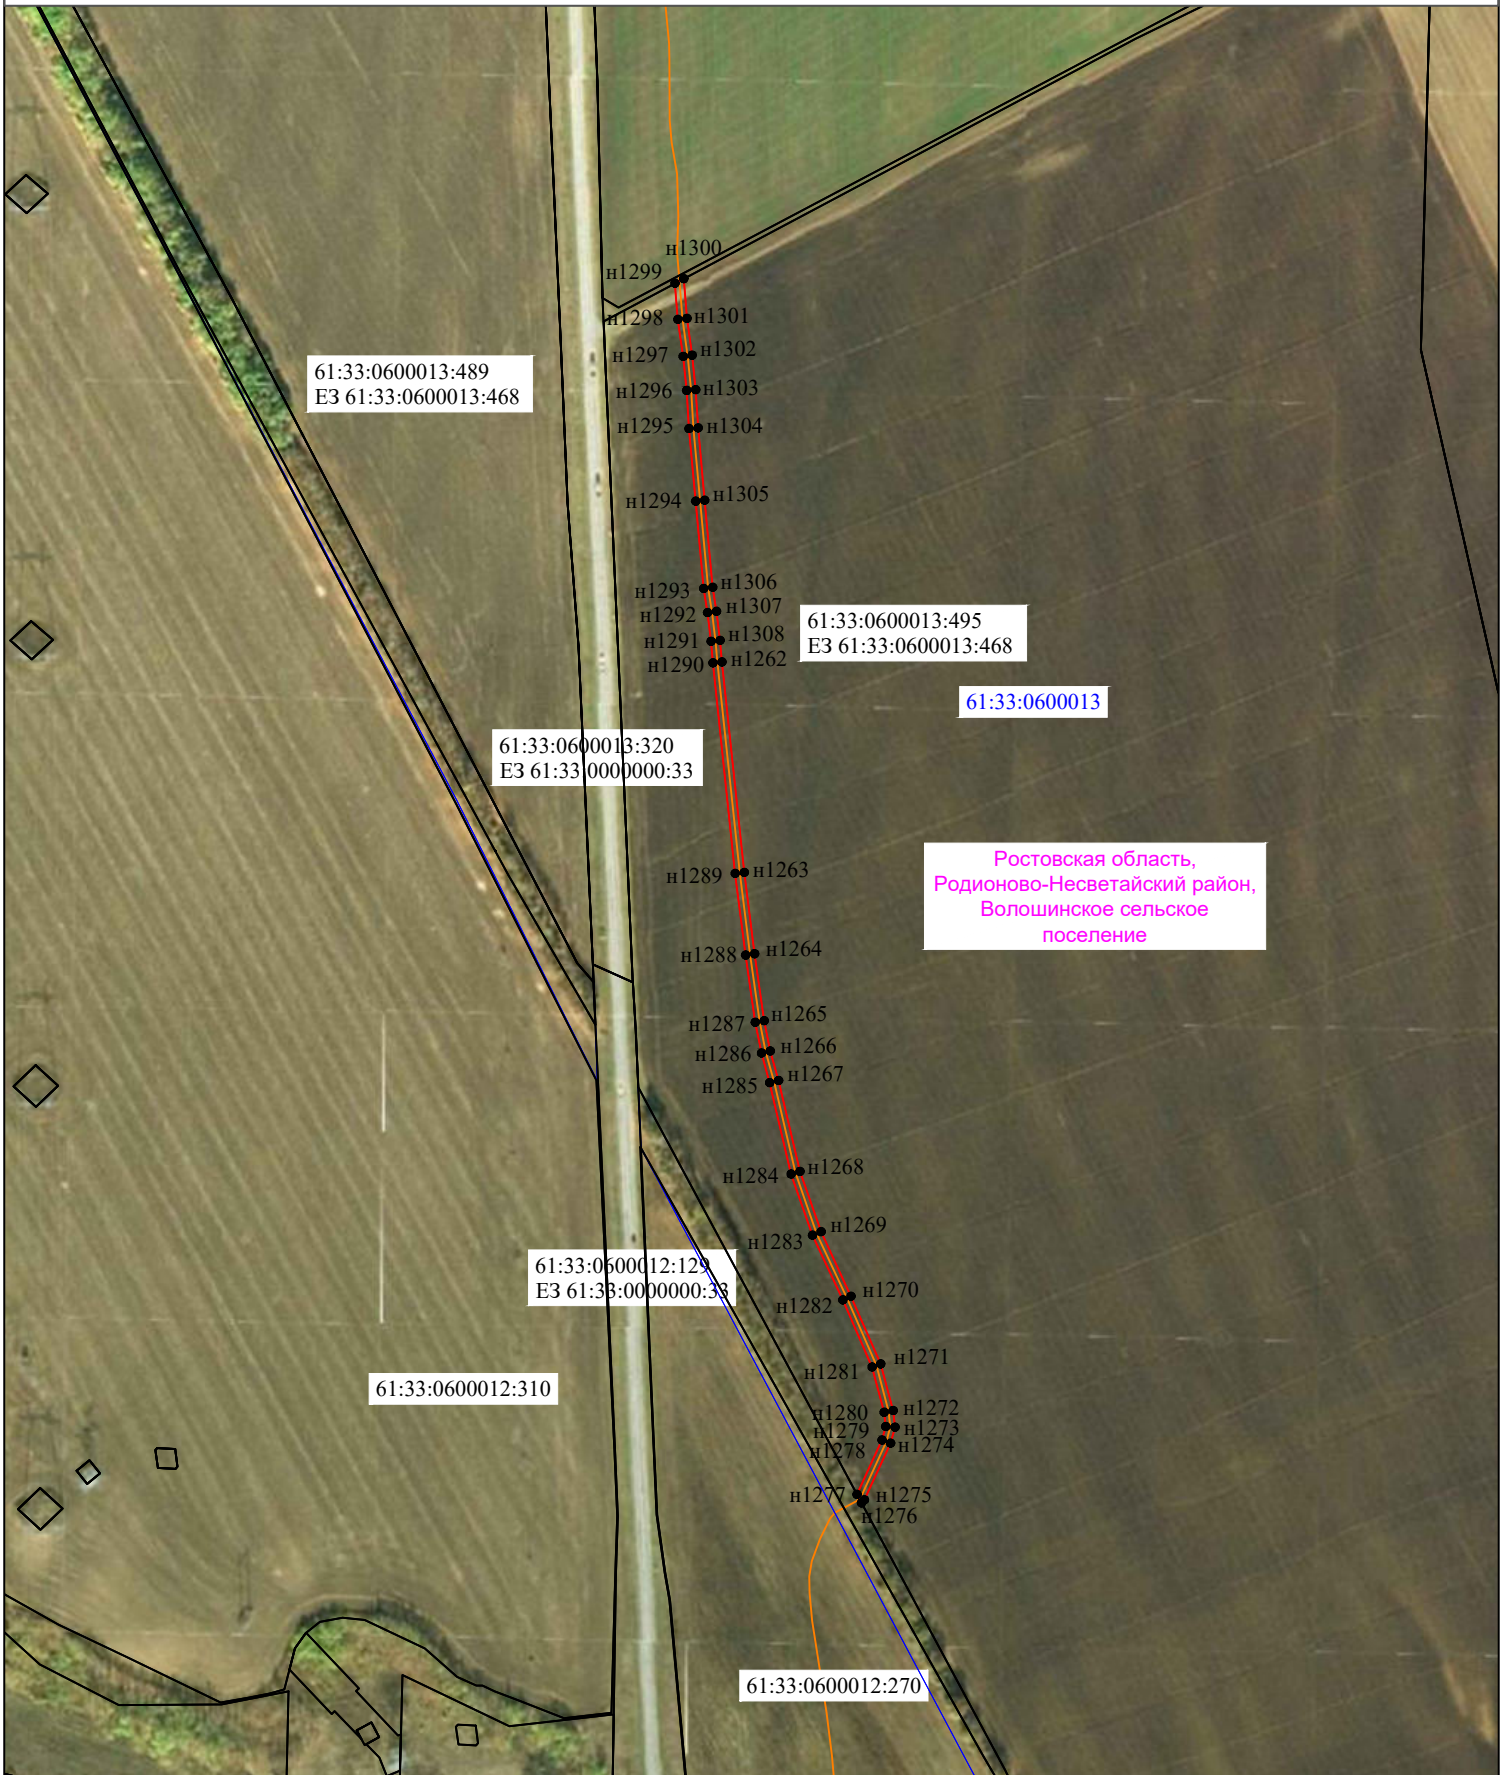 н1300
н1299
н1298
н1301
н1297
н1302
н1296
н1303
н1295
н1304
н1294
н1305
н1293
н1306
н1292
н1307
н1291
н1308
н1290
н1262
61:33:0600013:489
ЕЗ 61:33:0600013:468
61:33:0600013:495
ЕЗ 61:33:0600013:468
61:33:0600013
61:33:0600013:320
ЕЗ 61:33:0000000:33
Ростовская область,
Родионово-Несветайский район,
Волошинское сельское
поселение
н1289
н1263
н1288
н1264
н1287
н1265
н1286
н1266
н1285
н1267
н1284
н1268
н1283
н1269
61:33:0600012:129
ЕЗ 61:33:0000000:33
н1282
н1270
н1281
н1271
61:33:0600012:310
н1280
н1272
н1279
н1273
н1278
н1274
н1277
н1275
н1276
61:33:0600012:270